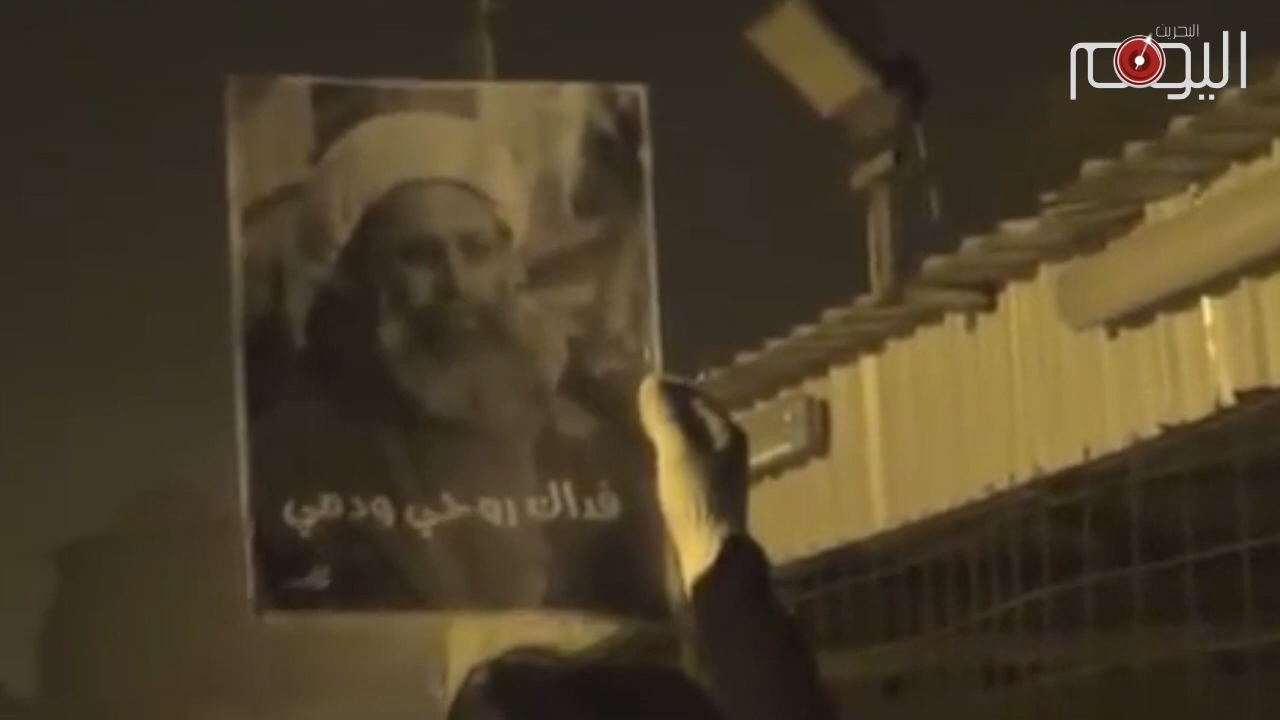 البحرين
اليوم
فداك روحي ودمي